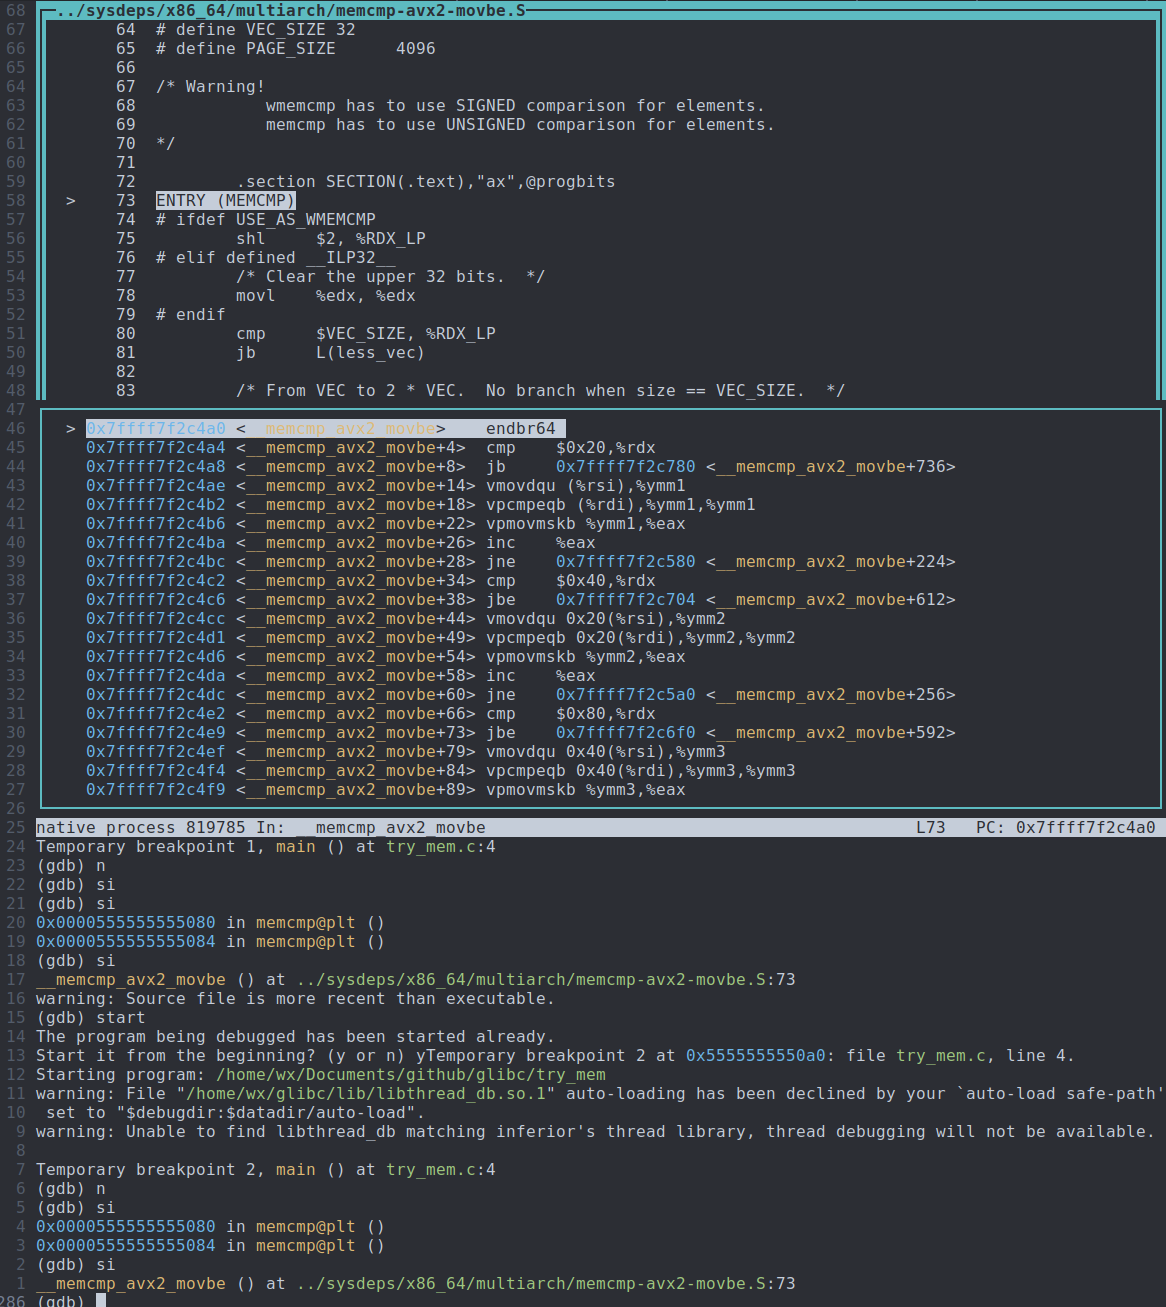 68 ../sysdeps/x86_64/multiarch/memcmp-avx2-movbe.S
67 64 # define VEC_SIZE 32
66 65 # define PAGE_SIZE 4096
65 66
64 67 /* Warning!
63 68 wmemcmp has to use SIGNED comparison for elements.
62 69 memcmp has to use UNSIGNED comparison for elements.
61 70 */
60 71
59 72 .section SECTION(.text),"ax",@progbits
58 > 73 ENTRY (MEMCMP)
57 74 # ifdef USE_AS_WMEMCMP
56 75 shl $2, %RDX_LP
55 76 # elif defined __ILP32__
54 77 /* Clear the upper 32 bits. */
53 78 movl %edx, %edx
52 79 # endif
51 80 cmp $VEC_SIZE, %RDX_LP
50 81 jb L(less_vec)
49 82
48 83 /* From VEC to 2 * VEC. No branch when size == VEC_SIZE. */
47
46 > 0x7ffff7f2c4a0 <__memcmp_avx2_movbe> endbr64
45 0x7ffff7f2c4a4 <__memcmp_avx2_movbe+4> cmp $0x20,%rdx
44 0x7ffff7f2c4a8 <__memcmp_avx2_movbe+8> jb 0x7ffff7f2c780 <__memcmp_avx2_movbe+736>
43 0x7ffff7f2c4ae <__memcmp_avx2_movbe+14> vmovdqu (%rsi),%ymm1
42 0x7ffff7f2c4b2 <__memcmp_avx2_movbe+18> vpcmpeqb (%rdi),%ymm1,%ymm1
41 0x7ffff7f2c4b6 <__memcmp_avx2_movbe+22> vpmovmskb %ymm1,%eax
40 0x7ffff7f2c4ba <__memcmp_avx2_movbe+26> inc %eax
39 0x7ffff7f2c4bc <__memcmp_avx2_movbe+28> jne 0x7ffff7f2c580 <__memcmp_avx2_movbe+224>
38 0x7ffff7f2c4c2 <__memcmp_avx2_movbe+34> cmp $0x40,%rdx
37 0x7ffff7f2c4c6 <__memcmp_avx2_movbe+38> jbe 0x7ffff7f2c704 <__memcmp_avx2_movbe+612>
36 0x7ffff7f2c4cc <__memcmp_avx2_movbe+44> vmovdqu 0x20(%rsi),%ymm2
35 0x7ffff7f2c4d1 <__memcmp_avx2_movbe+49> vpcmpeqb 0x20(%rdi),%ymm2,%ymm2
34 0x7ffff7f2c4d6 <__memcmp_avx2_movbe+54> vpmovmskb %ymm2,%eax
33 0x7ffff7f2c4da <__memcmp_avx2_movbe+58> inc %eax
32 0x7ffff7f2c4dc <__memcmp_avx2_movbe+60> jne 0x7ffff7f2c5a0 <__memcmp_avx2_movbe+256>
31 0x7ffff7f2c4e2 <__memcmp_avx2_movbe+66> cmp $0x80,%rdx
30 0x7ffff7f2c4e9 <__memcmp_avx2_movbe+73> jbe 0x7ffff7f2c6f0 <__memcmp_avx2_movbe+592>
29 0x7ffff7f2c4ef <__memcmp_avx2_movbe+79> vmovdqu 0x40(%rsi),%ymm3
28 0x7ffff7f2c4f4 <__memcmp_avx2_movbe+84> vpcmpeqb 0x40(%rdi),%ymm3,%ymm3
27 0x7ffff7f2c4f9 <__memcmp_avx2_movbe+89> vpmovmskb %ymm3,%eax
26
25 native process 819785 In: __memcmp_avx2_movbe L73 PC: 0x7ffff7f2c4a0
24 Temporary breakpoint 1, main () at try_mem.c:4
23 (gdb) n
22 (gdb) si
21 (gdb) si
20 0x0000555555555080 in memcmp@plt ()
19 0x0000555555555084 in memcmp@plt ()
18 (gdb) si
17 __memcmp_avx2_movbe () at ../sysdeps/x86_64/multiarch/memcmp-avx2-movbe.S:73
16 warning: Source file is more recent than executable.
15 (gdb) start
14 The program being debugged has been started already.
13 Start it from the beginning? (y or n) yTemporary breakpoint 2 at 0x5555555550a0: file try_mem.c, line 4.
12 Starting program: /home/wx/Documents/github/glibc/try_mem
11 warning: File "/home/wx/glibc/lib/libthread_db.so.1" auto-loading has been declined by your `auto-load safe-path'
10 set to "$debugdir:$datadir/auto-load".
9 warning: Unable to find libthread_db matching inferior's thread library, thread debugging will not be available.
8
7 Temporary breakpoint 2, main () at try_mem.c:4
6 (gdb) n
5 (gdb) si
4 0x0000555555555080 in memcmp@plt ()
3 0x0000555555555084 in memcmp@plt ()
2 (gdb) si
1 __memcmp_avx2_movbe () at ../sysdeps/x86_64/multiarch/memcmp-avx2-movbe.S:73
286 (gdb)